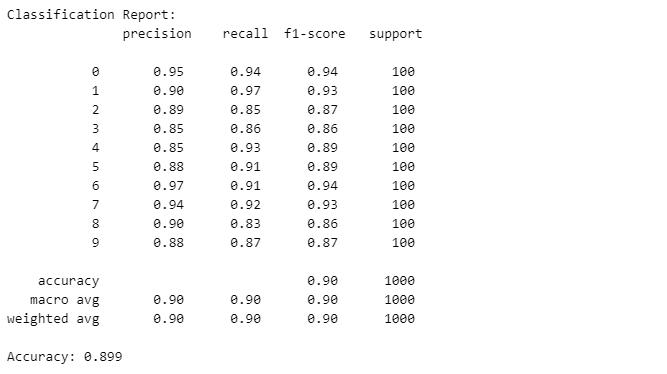 Classification Report:
precision recall f1-score support
0 0.95 0.94 0.94 100
1 0.90 0.97 0.93 100
2 0.89 0.85 0.87 100
3 0.85 0.86 0.86 100
4 0.85 0.93 0.89 100
5 0.88 0.91 0.89 100
6 0.97 0.91 0.94 100
7 0.94 0.92 0.93 100
8 0.90 0.83 0.86 100
9 0.88 0.87 0.87 100
accuracy 0.90 1000
macro avg 0.90 0.90 0.90 1000
weighted avg 0.90 0.90 0.90 1000
Accuracy: 0.899